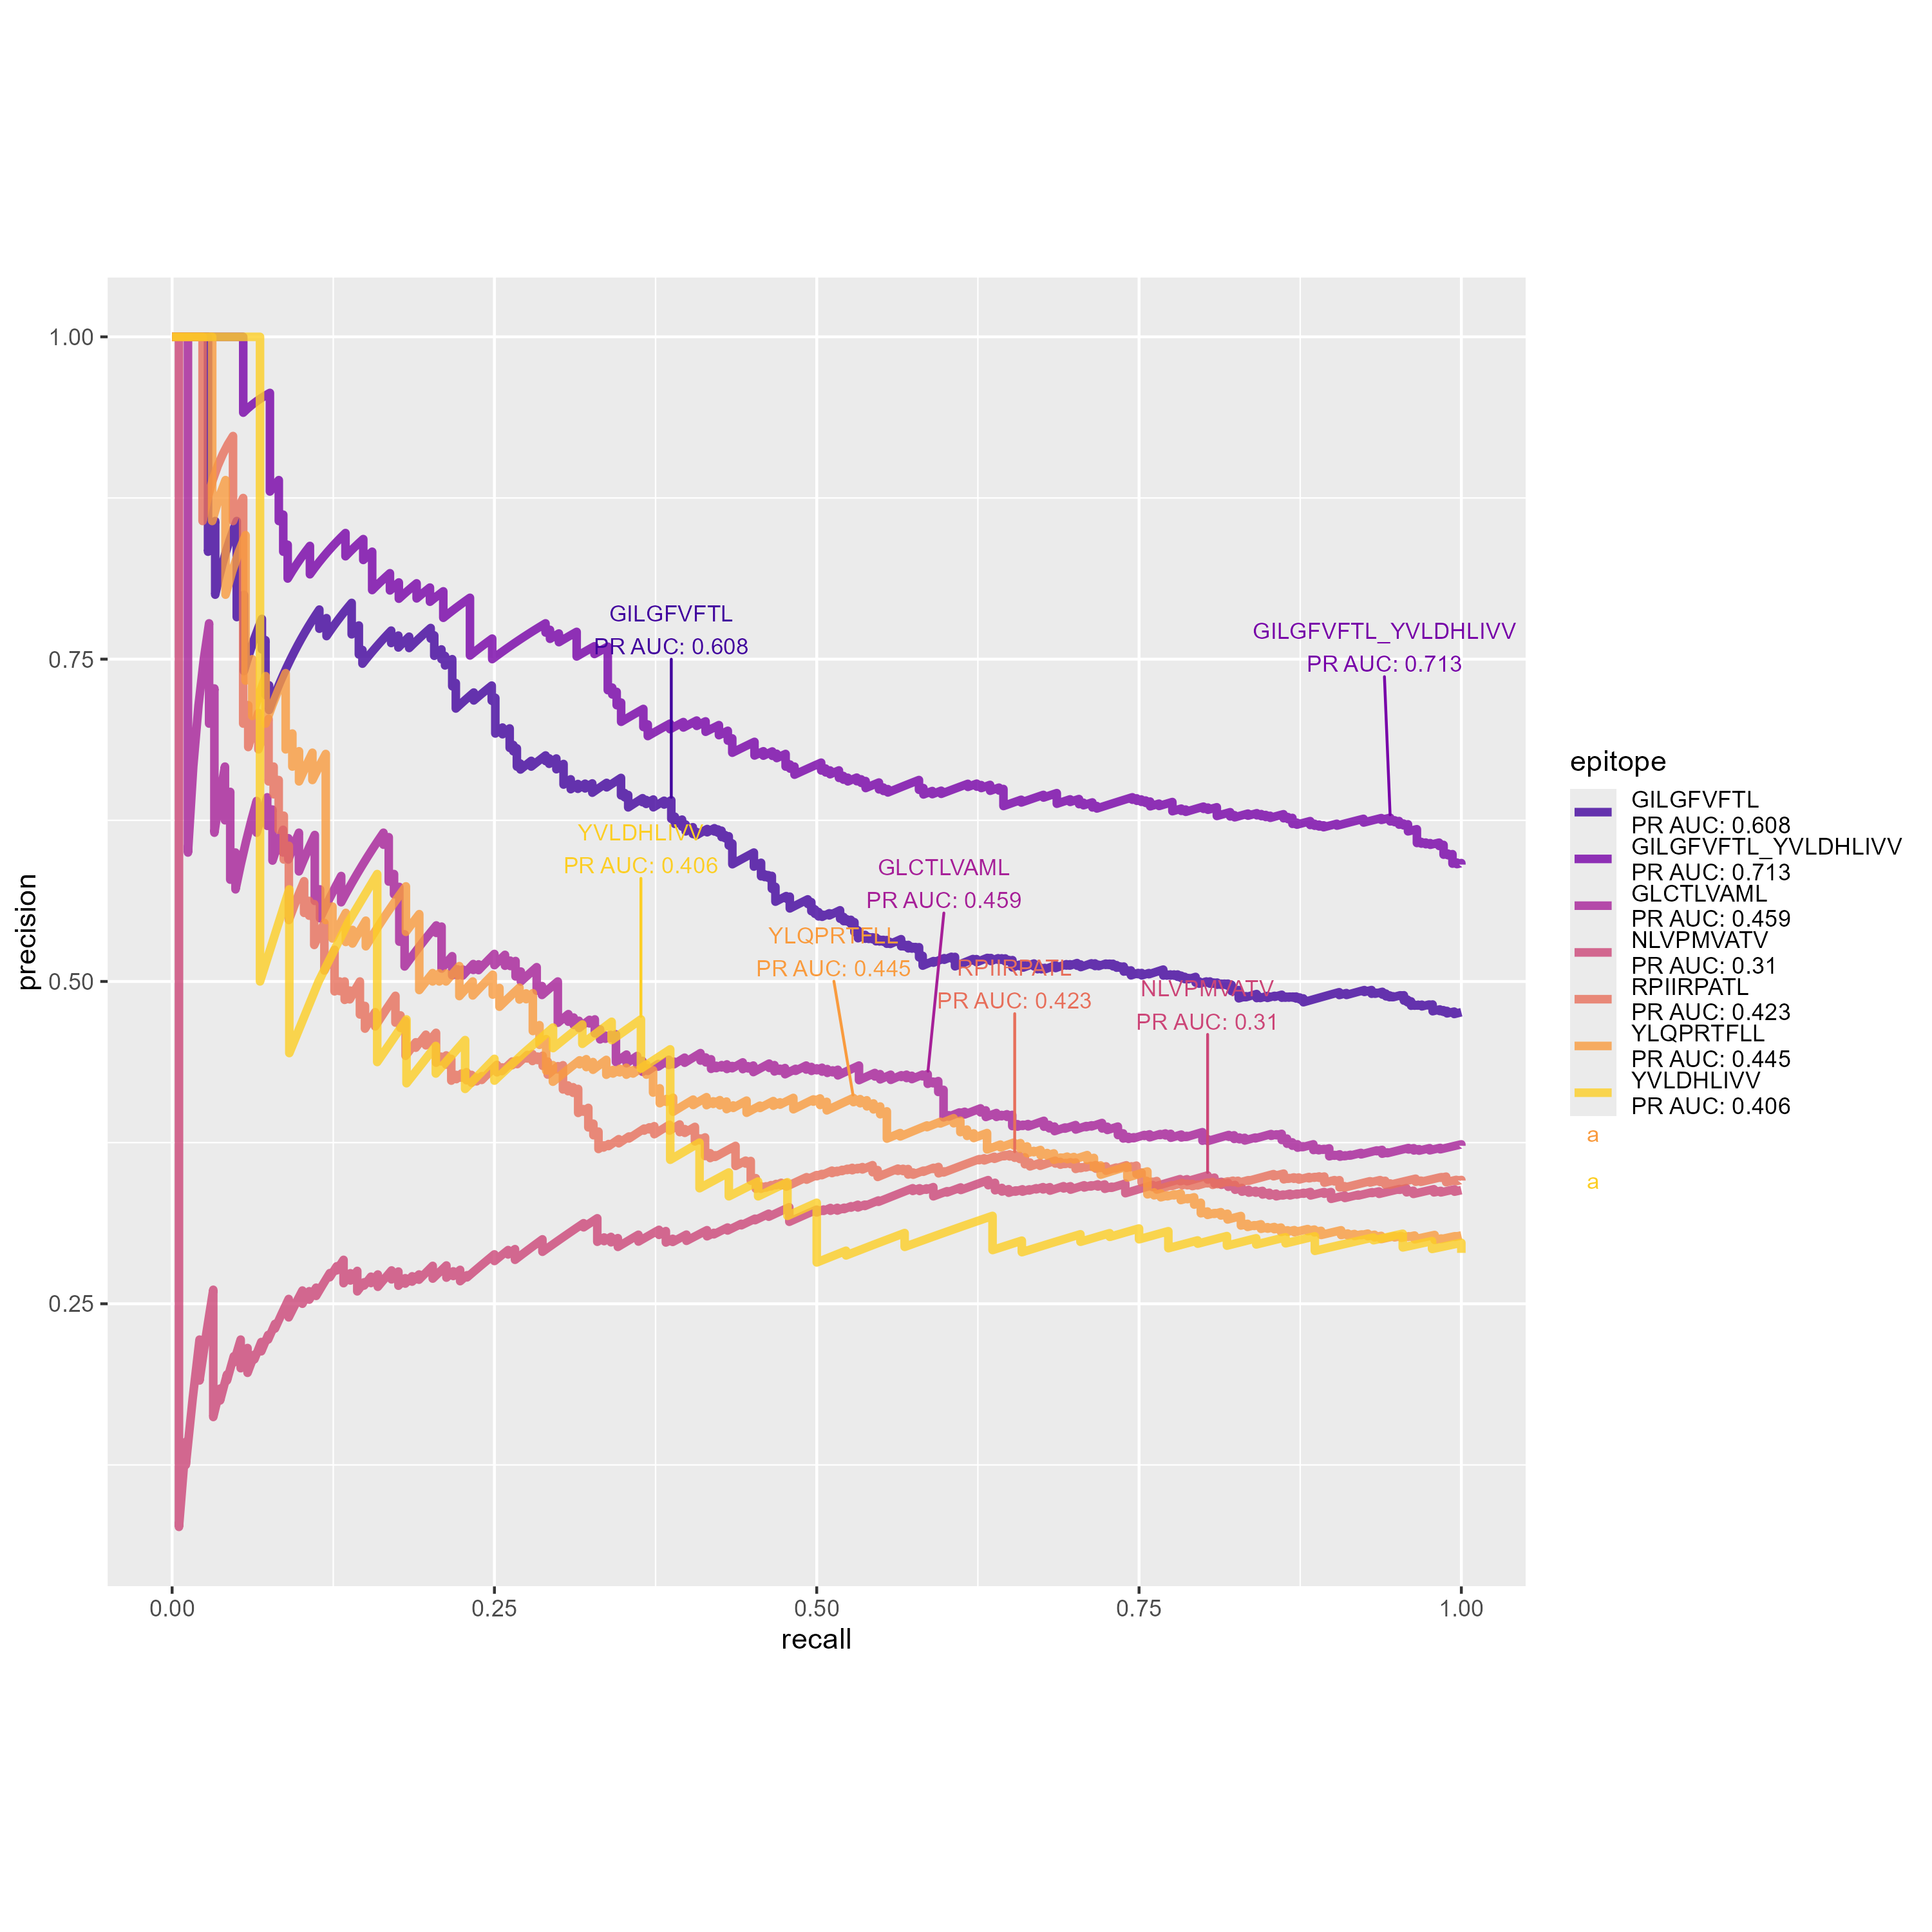 1.00
0.75
0.50
0.25
precision
0.00
0.25
0.50
0.75
1.00
recall
GILGFVFTL
PR AUC: 0.608
GILGFVFTL_YVLDHLIVV
PR AUC: 0.713
YVLDHLIVV
PR AUC: 0.406
GLCTLVAML
PR AUC: 0.459
YLQPRTFLL
PR AUC: 0.445
RPIIRPATL
PR AUC: 0.423
NLVPMVATV
PR AUC: 0.31
epitope
GILGFVFTL
PR AUC: 0.608
GILGFVFTL_YVLDHLIVV
PR AUC: 0.713
GLCTLVAML
PR AUC: 0.459
NLVPMVATV
PR AUC: 0.31
RPIIRPATL
PR AUC: 0.423
YLQPRTFLL
PR AUC: 0.445
YVLDHLIVV
PR AUC: 0.406
a
a